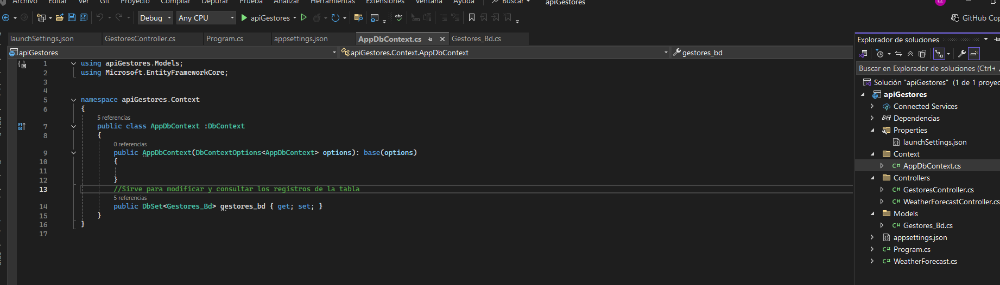 Archivo Editar Ver Git Proyecto Compilar Depurar Prueba Analizar Herramientas Extensiones Ventana Ayuda Buscar apiGestores
Debug Any CPU apiGestores GitHub Cop
launchSettings.json GestoresController.cs Program.cs appsettings.json AppDbContext.cs Gestores_Bd.cs
apiGestores apiGestores.Context.AppDbContext gestores_bd
1 using apiGestores.Models;
2 using Microsoft.EntityFrameworkCore;
3
4
5 namespace apiGestores.Context
6 {
5 referencias
7 public class AppDbContext :DbContext
8 {
0 referencias
9 public AppDbContext(DbContextOptions<AppDbContext> options): base(options)
10 {
11
12 }
13 //Sirve para modificar y consultar los registros de la tabla
5 referencias
14 public DbSet<Gestores_Bd> gestores_bd { get; set; }
15 }
16 }
17
Explorador de soluciones
Buscar en Explorador de soluciones (Ctrl+
Solución "apiGestores" (1 de 1 proyec
apiGestores
Connected Services
Dependencias
Properties
launchSettings.json
Context
C# AppDbContext.cs
Controllers
C# GestoresController.cs
C# WeatherForecastController.cs
Models
C# Gestores_Bd.cs
appsettings.json
C# Program.cs
C# WeatherForecast.cs